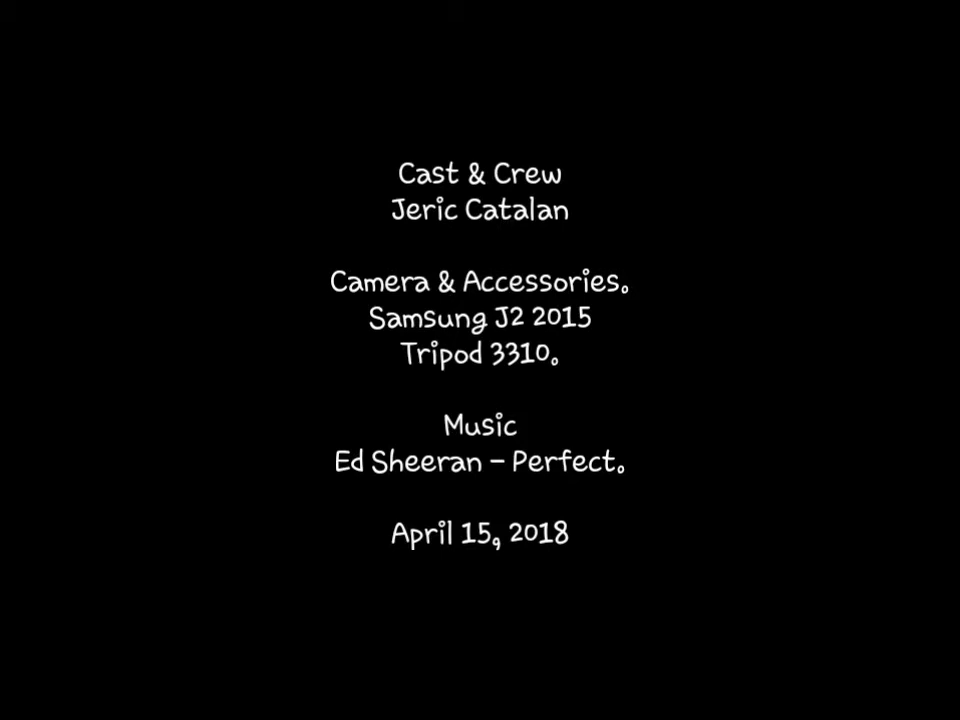 Cast & Crew
Jeric Catalan
Camera & Accessories.
Samsung J2 2015
Tripod 3310.
Music
Ed Sheeran – Perfect.
April 15, 2018